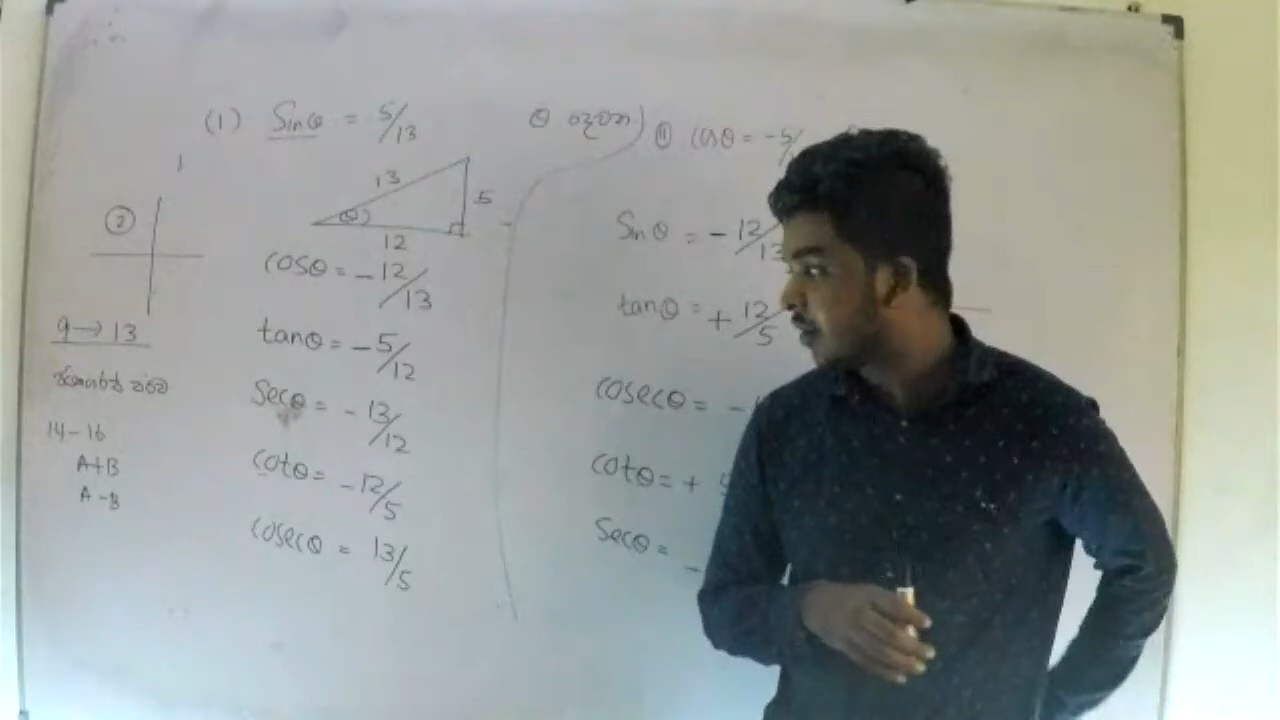 (1) Sinθ = 5/13
13
5
θ
12
cosθ = -12/13
tanθ = -5/12
secθ = -13/12
cotθ = -12/5
cosecθ = 13/5
2
9 → 13
14 - 16
A+B
A-B
cosθ = -5/
Sinθ = -12/13
tanθ = +12/5
cosecθ = -
cotθ = +
Secθ = -